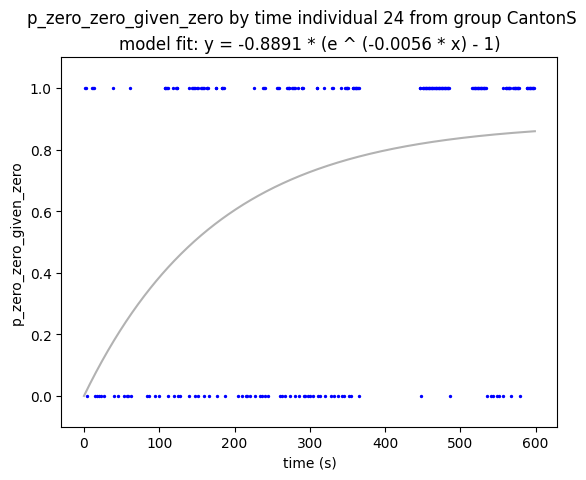 p_zero_zero_given_zero by time individual 24 from group CantonS
model fit: y = -0.8891 * (e ^ (-0.0056 * x) - 1)
1.0
0.8
0.6
0.4
0.2
0.0
p_zero_zero_given_zero
0 100 200 300 400 500 600
time (s)